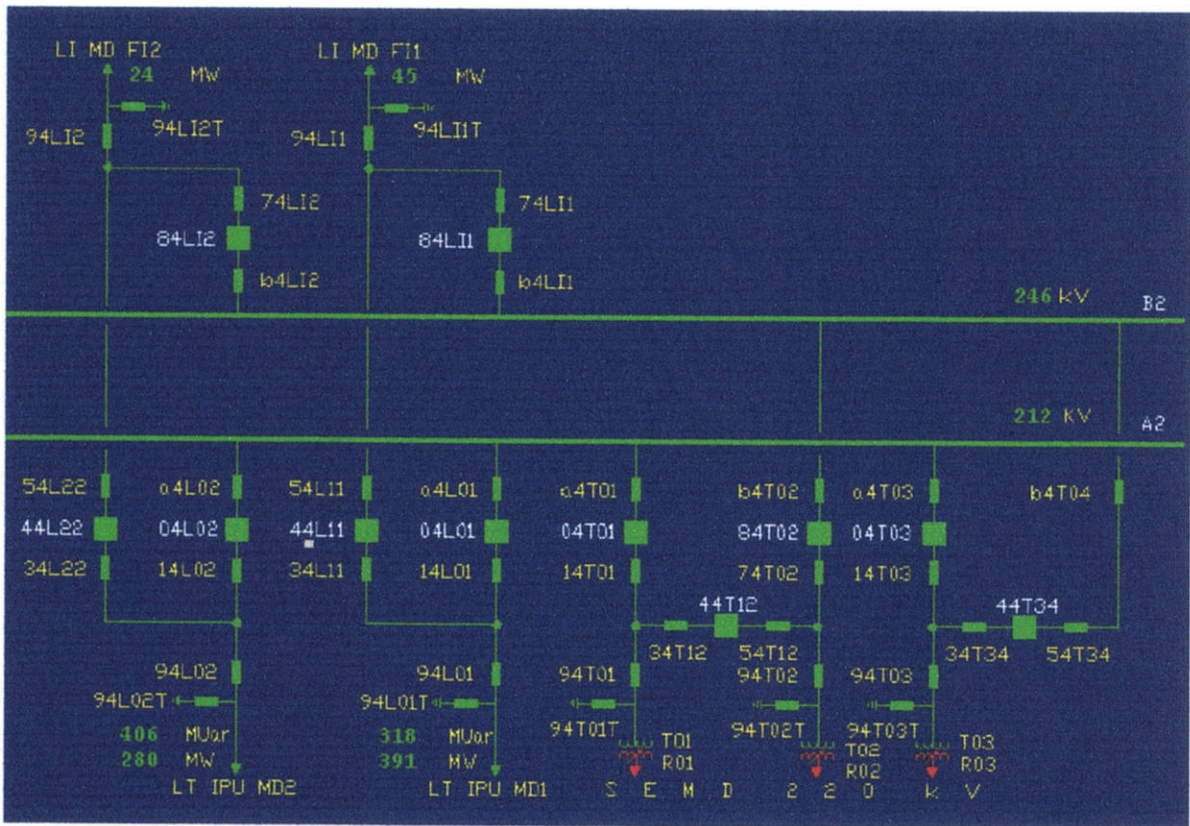 LI MD FI2 LI MD FI1
24 MW 45 MW
94LI2T 94LI1T
94LI2 94LI1
74LI2 74LI1
84LI2 84LI1
b4LI2 b4LI1
246 kV B2
212 KV A2
54L22 a4L02 54L11 a4L01 a4T01 b4T02 a4T03 b4T04
44L22 04L02 44L11 04L01 04T01 84T02 04T03
34L22 14L02 34L11 14L01 14T01 74T02 14T03
44T12 44T34
34T12 54T12 34T34 54T34
94L02 94L01 94T01 94T02 94T03
94L02T 94L01T 94T01T 94T02T 94T03T
406 MVar 318 MVar T01 T02 T03
280 MW 391 MW R01 R02 R03
LT IPU MD2 LT IPU MD1 S E M D 2 2 0 k V